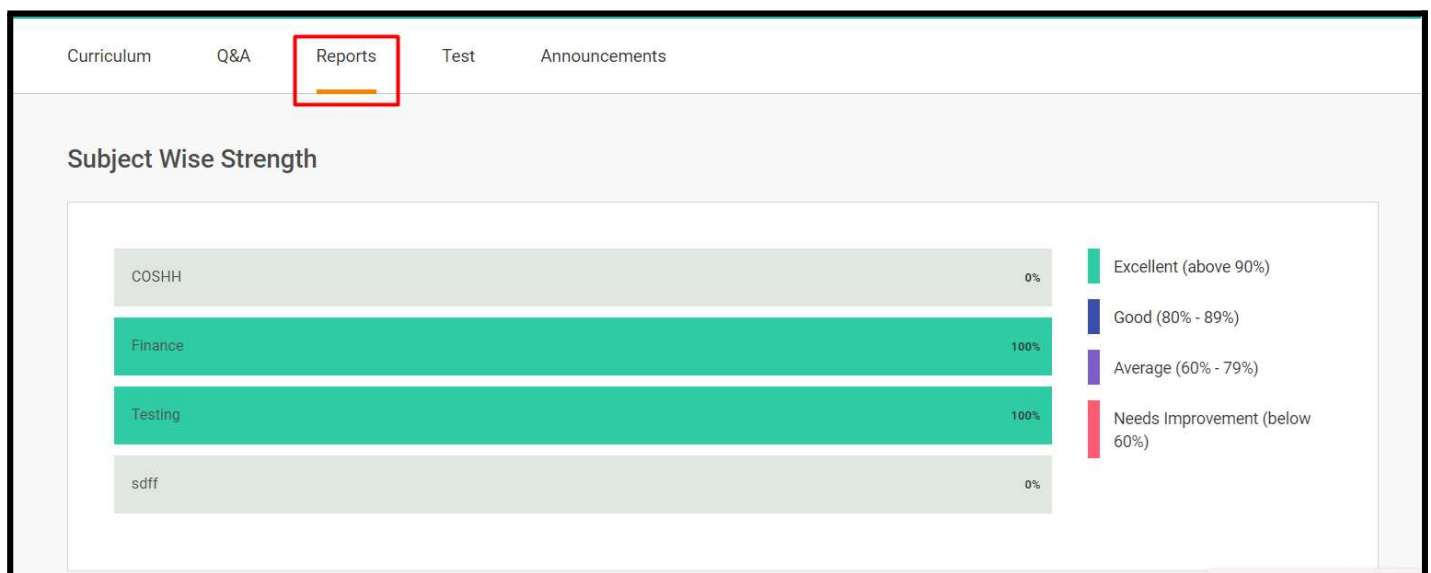 Curriculum Q&A Reports Test Announcements
Subject Wise Strength
COSHH 0%
Finance 100%
Testing 100%
sdff 0%
Excellent (above 90%)
Good (80% - 89%)
Average (60% - 79%)
Needs Improvement (below
60%)